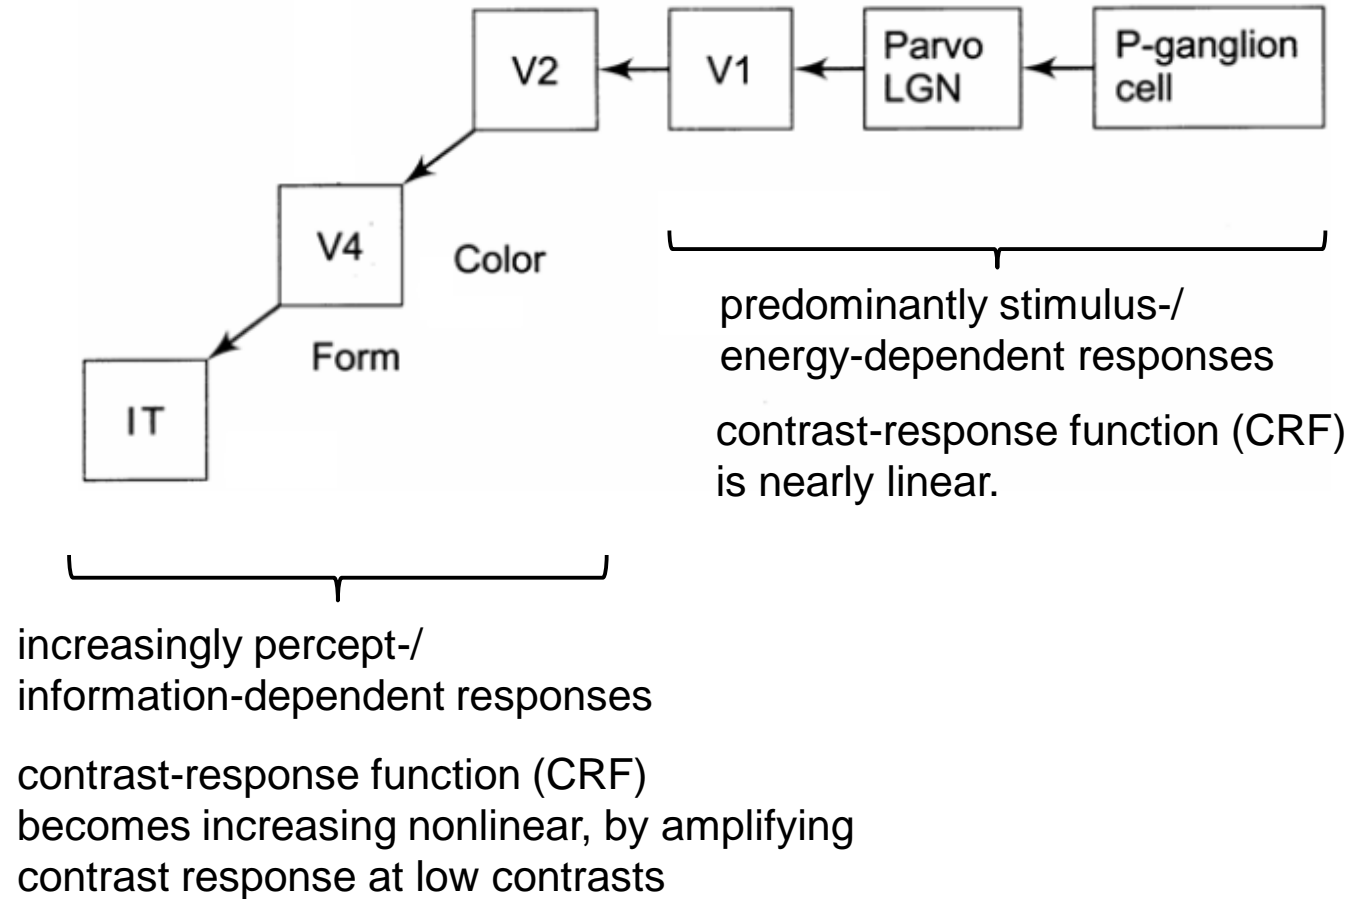 V2
V1
Parvo
LGN
P-ganglion
cell
V4
Color
Form
IT
predominantly stimulus-/
energy-dependent responses
contrast-response function (CRF)
is nearly linear.
increasingly percept-/
information-dependent responses
contrast-response function (CRF)
becomes increasing nonlinear, by amplifying
contrast response at low contrasts